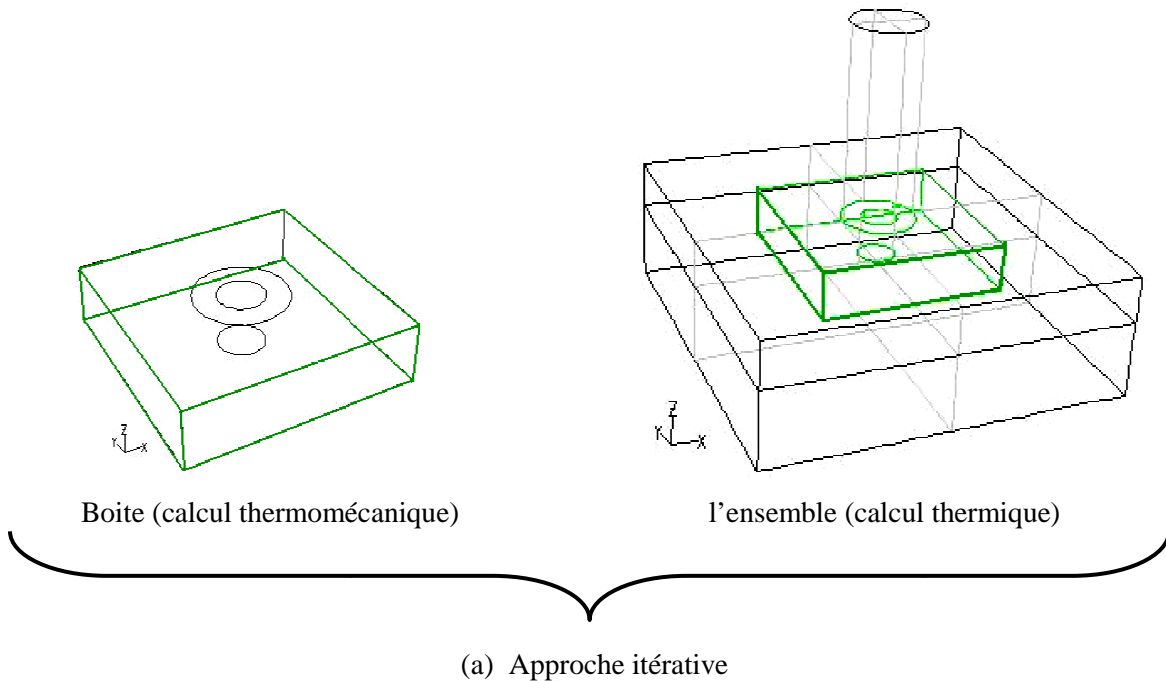 Z
Y X
Z
Y X
Boite (calcul thermomécanique)
l’ensemble (calcul thermique)
(a) Approche itérative